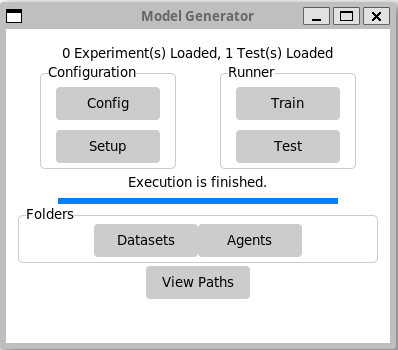 Model Generator
0 Experiment(s) Loaded, 1 Test(s) Loaded
Configuration
Runner
Config
Train
Setup
Test
Execution is finished.
Folders
Datasets
Agents
View Paths